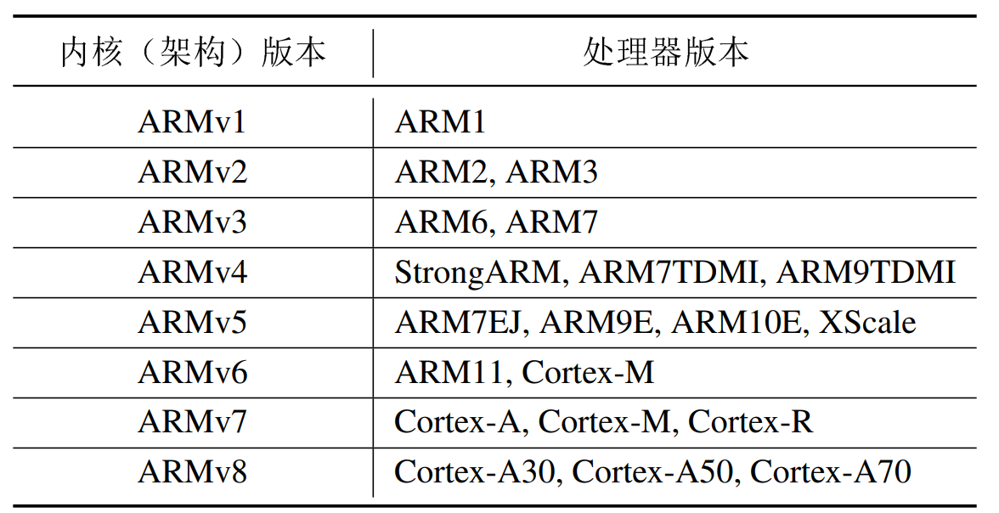 内核（架构）版本 处理器版本
ARMv1 ARM1
ARMv2 ARM2, ARM3
ARMv3 ARM6, ARM7
ARMv4 StrongARM, ARM7TDMI, ARM9TDMI
ARMv5 ARM7EJ, ARM9E, ARM10E, XScale
ARMv6 ARM11, Cortex-M
ARMv7 Cortex-A, Cortex-M, Cortex-R
ARMv8 Cortex-A30, Cortex-A50, Cortex-A70